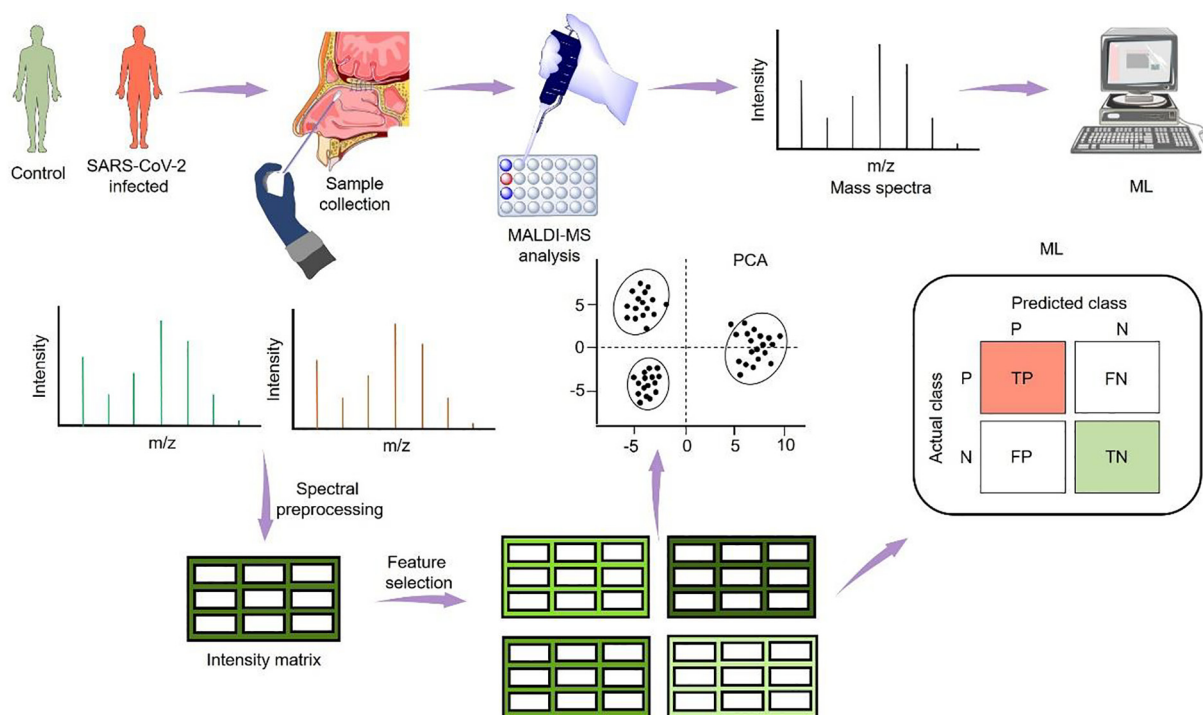 Control
SARS-CoV-2
infected
Sample
collection
MALDI-MS
analysis
Intensity
m/z
Mass spectra
ML
Intensity
m/z
Intensity
m/z
PCA
5
0
-5
-5
0
5
10
ML
Predicted class
P
N
Actual class
P
TP
FN
N
FP
TN
Spectral
preprocessing
Intensity matrix
Feature
selection